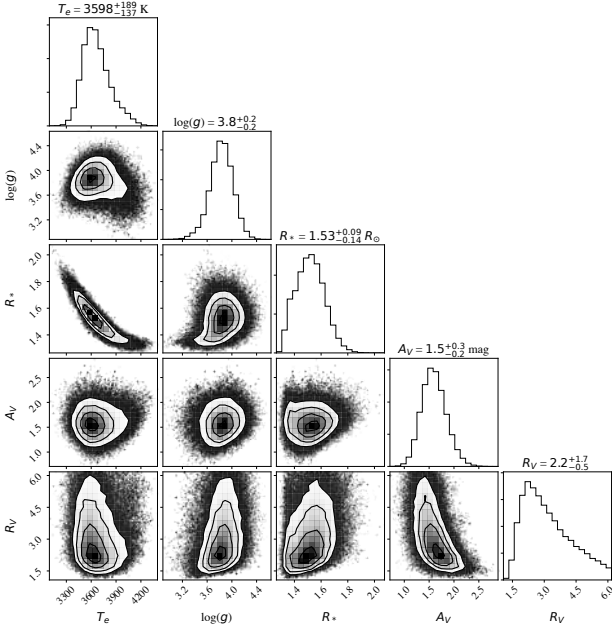 T_e = 3598^{+189}_{-137} K
log(g) = 3.8^{+0.2}_{-0.2}
4.4
4.0
3.6
3.2
log(g)
R_* = 1.53^{+0.09}_{-0.14} R_⊙
2.0
1.8
1.6
1.4
R_*
A_V = 1.5^{+0.3}_{-0.2} mag
2.5
2.0
1.5
1.0
A_V
R_V = 2.2^{+1.7}_{-0.5}
6.0
4.5
3.0
1.5
R_V
3300 3600 3900 4200
3.2 3.6 4.0 4.4
1.4 1.6 1.8 2.0
1.0 1.5 2.0 2.5
1.5 3.0 4.5 6.0
T_e log(g) R_* A_V R_V